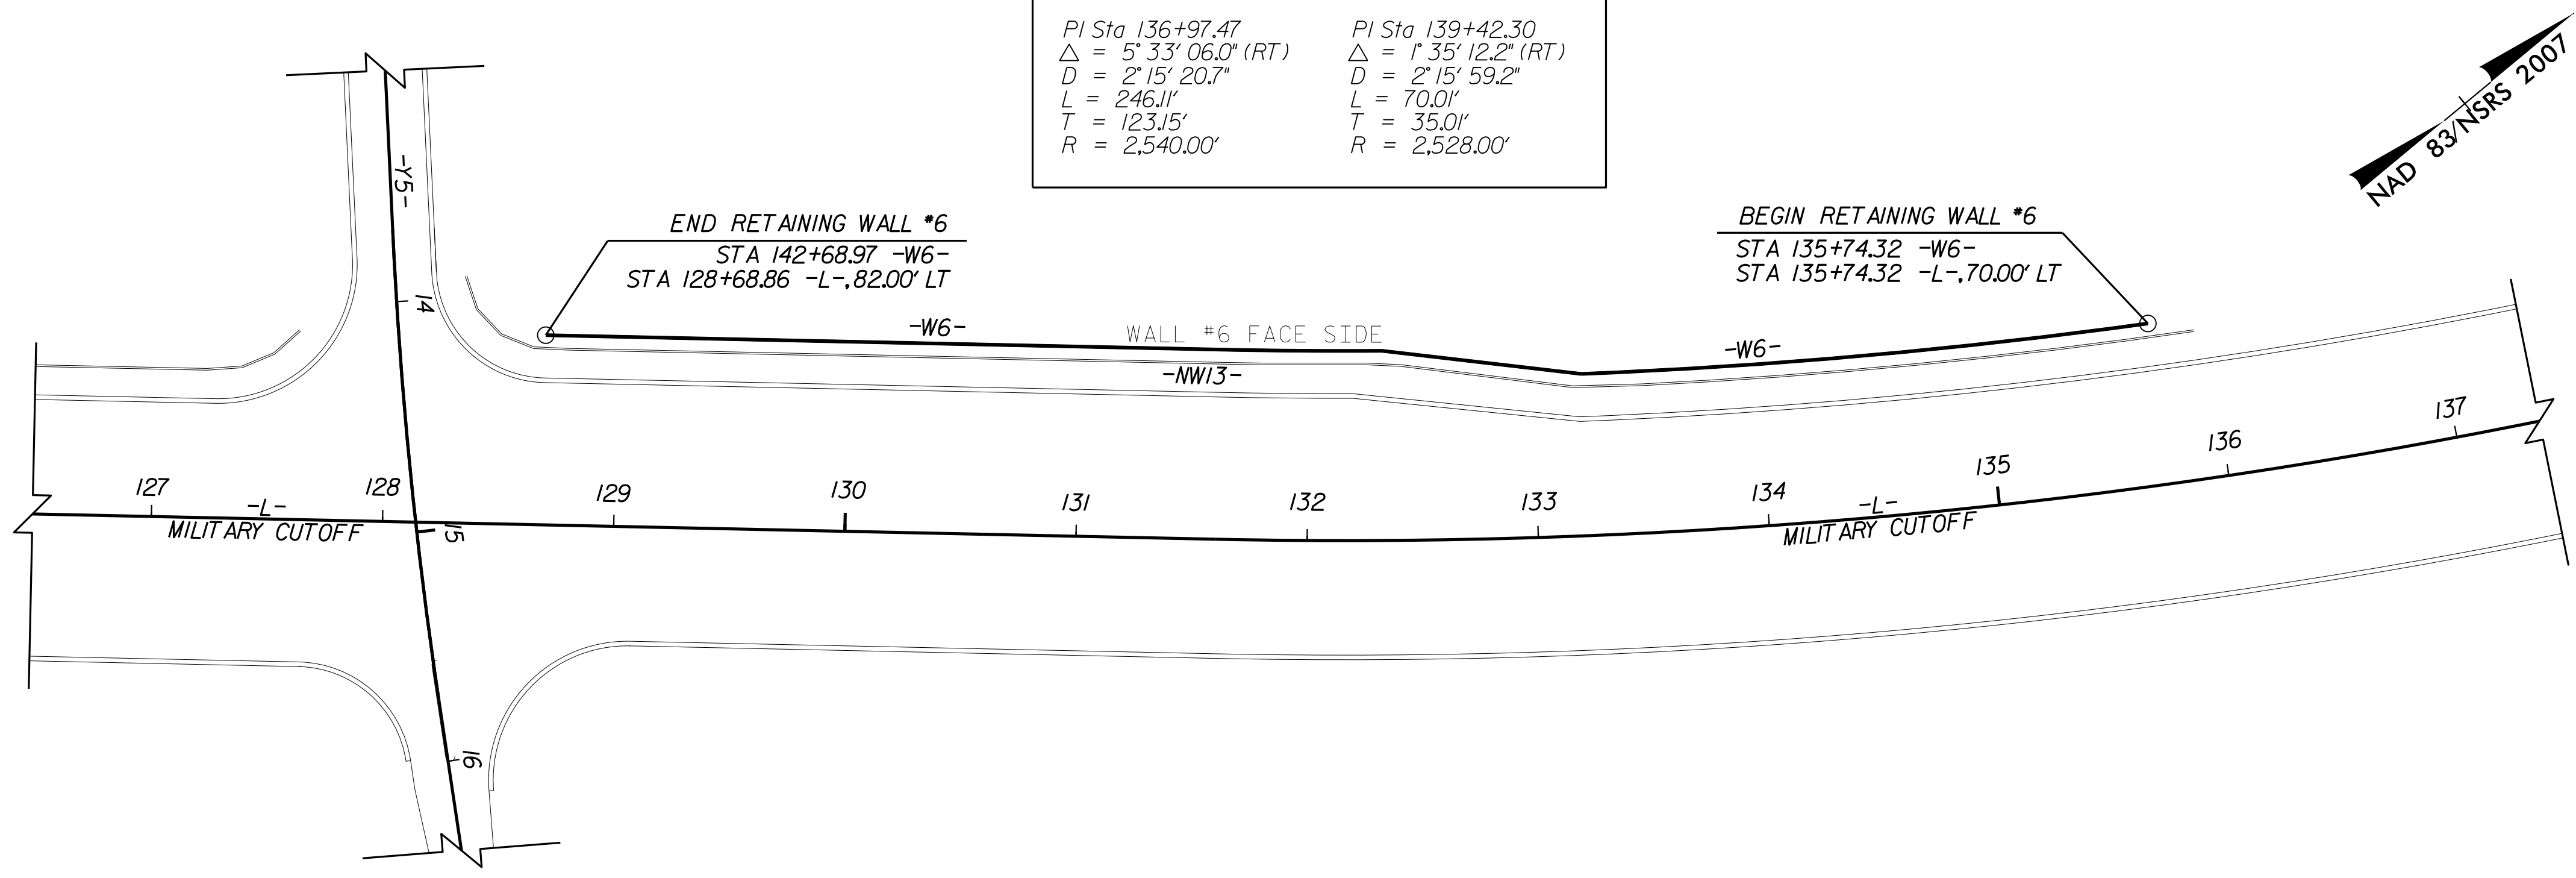 PI Sta 136+97.47
△ = 5° 33' 06.0" (RT)
D = 2° 15' 20.7"
L = 246.11'
T = 123.15'
R = 2,540.00'
PI Sta 139+42.30
△ = 1° 35' 12.2" (RT)
D = 2° 15' 59.2"
L = 70.01'
T = 35.01'
R = 2,528.00'
NAD 83/NSRS 2007
-Y5-
END RETAINING WALL #6
STA 142+68.97 -W6-
STA 128+68.86 -L-, 82.00' LT
BEGIN RETAINING WALL #6
STA 135+74.32 -W6-
STA 135+74.32 -L-, 70.00' LT
14
-W6-
WALL #6 FACE SIDE
-W6-
-NW13-
127
-L-
128
129
130
131
132
133
134
-L-
135
136
137
MILITARY CUTOFF
15
MILITARY CUTOFF
16